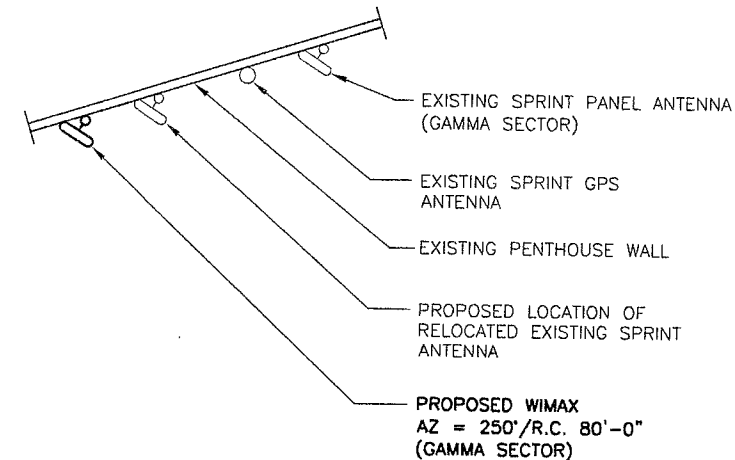 EXISTING SPRINT PANEL ANTENNA
(GAMMA SECTOR)
EXISTING SPRINT GPS
ANTENNA
EXISTING PENTHOUSE WALL
PROPOSED LOCATION OF
RELOCATED EXISTING SPRINT
ANTENNA
PROPOSED WIMAX
AZ = 250°/R.C. 80'-0"
(GAMMA SECTOR)